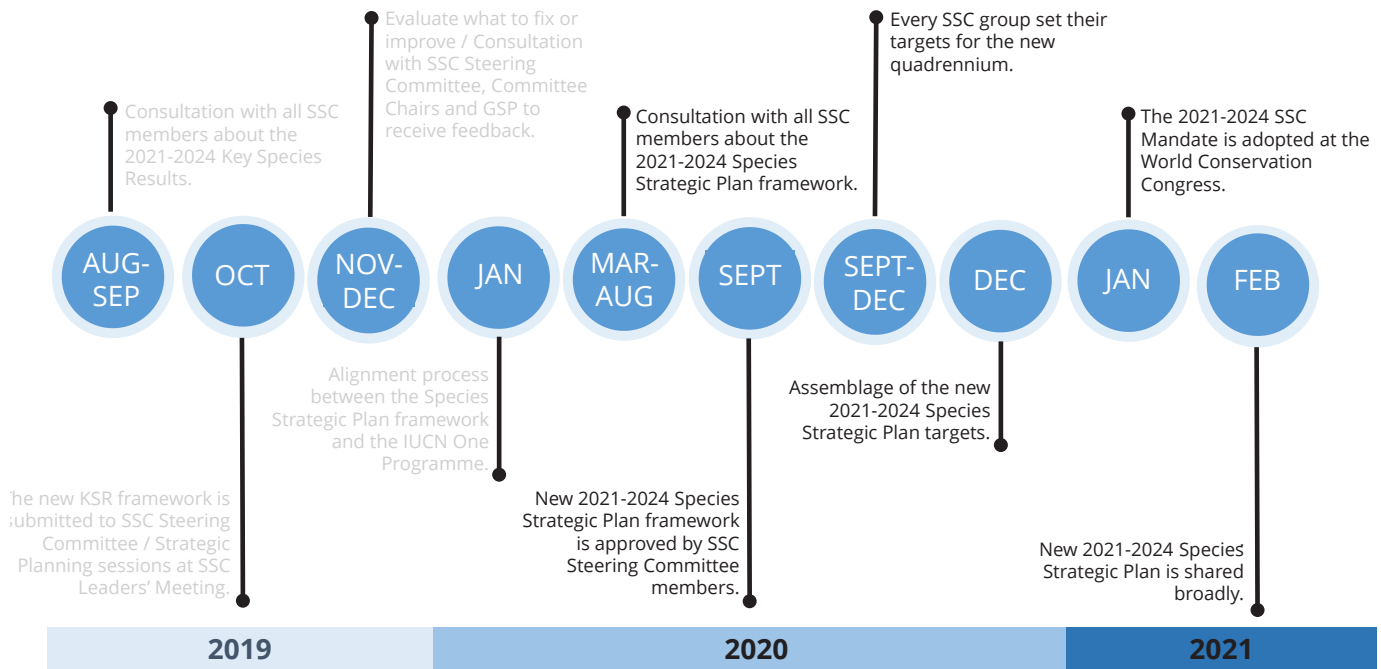 Evaluate what to fix or
improve / Consultation
with SSC Steering
Committee, Committee
Chairs and GSP to
receive feedback.
Every SSC group set their
targets for the new
quadrennium.
Consultation with all SSC
members about the
2021-2024 Key Species
Results.
Consultation with all SSC
members about the
2021-2024 Species
Strategic Plan framework.
The 2021-2024 SSC
Mandate is adopted at the
World Conservation
Congress.
AUG-
SEP
OCT
NOV-
DEC
JAN
MAR-
AUG
SEPT
SEPT-
DEC
DEC
JAN
FEB
Alignment process
between the Species
Strategic Plan framework
and the IUCN One
Programme.
Assemblage of the new
2021-2024 Species
Strategic Plan targets.
he new KSR framework is
submitted to SSC Steering
Committee / Strategic
Planning sessions at SSC
Leaders’ Meeting.
New 2021-2024 Species
Strategic Plan framework
is approved by SSC
Steering Committee
members.
New 2021-2024 Species
Strategic Plan is shared
broadly.
2019
2020
2021